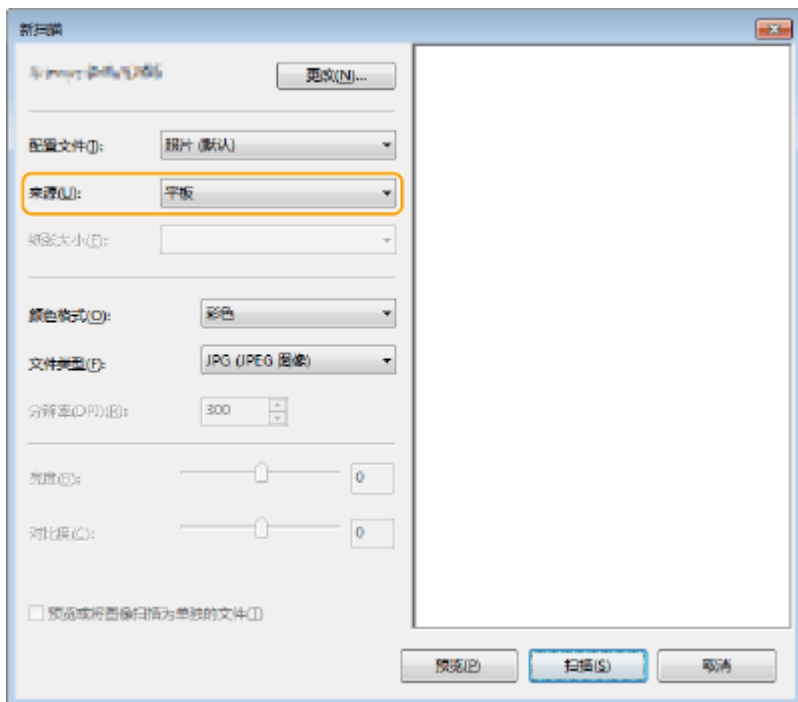 新扫描
更改(N)...
配置文件(I): 照片 (默认)
来源(U): 平板
纸张大小(E):
颜色格式(O): 彩色
文件类型(F): JPG (JPEG 图像)
分辨率(DPI)(R): 300
亮度(B): 0
对比度(C): 0
预览或将图像扫描为单独的文件(I)
预览(P) 扫描(S) 取消